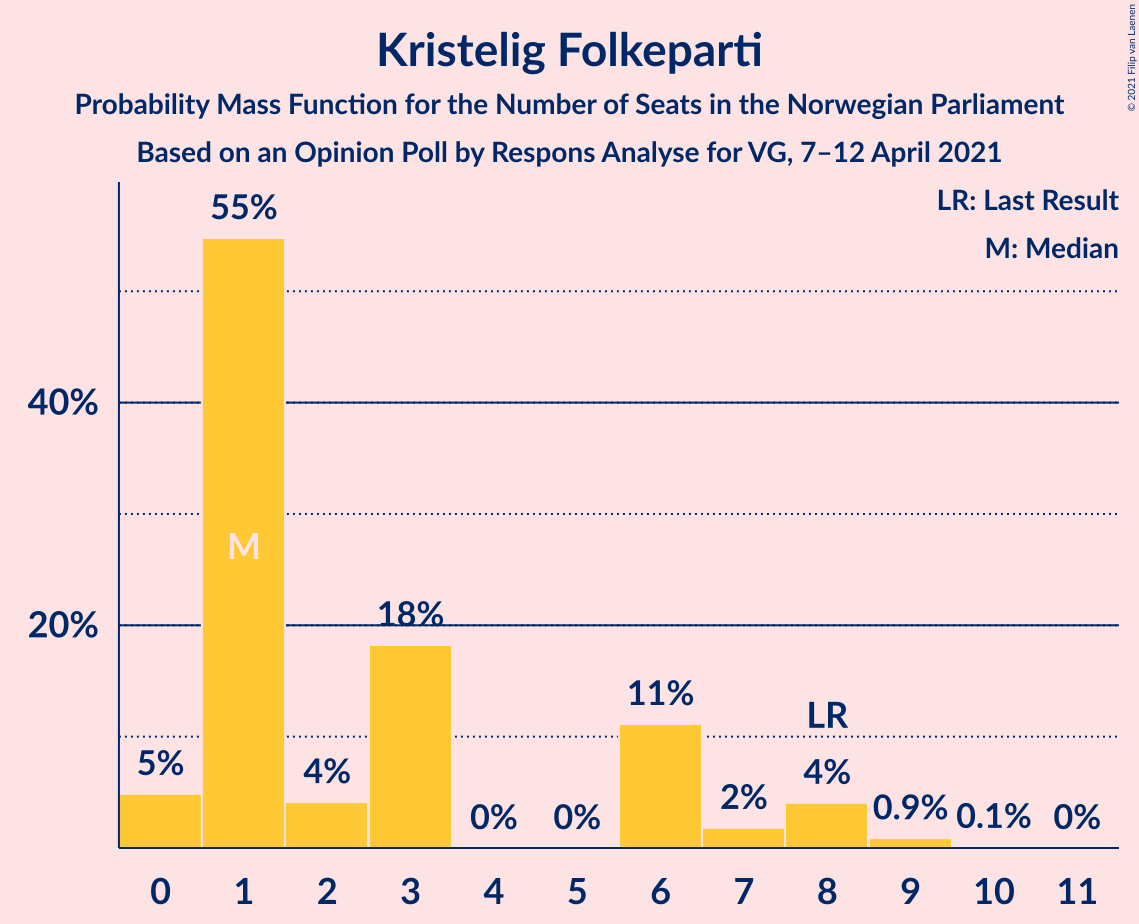 Kristelig Folkeparti
Probability Mass Function for the Number of Seats in the Norwegian Parliament
Based on an Opinion Poll by Respons Analyse for VG, 7–12 April 2021
© 2021 Filip van Laenen
LR: Last Result
M: Median
55%
40%
M
20%
18%
11%
LR
5%
4%
0%
0%
2%
4%
0.9%
0.1%
0%
0 1 2 3 4 5 6 7 8 9 10 11